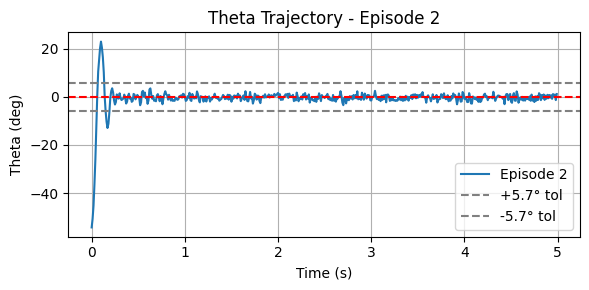 Theta Trajectory - Episode 2
Theta (deg)
20
0
−20
−40
Episode 2
+5.7° tol
-5.7° tol
0
1
2
3
4
5
Time (s)